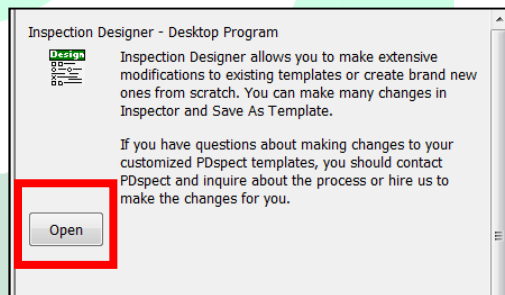 Inspection Designer - Desktop Program
Design
Inspection Designer allows you to make extensive
modifications to existing templates or create brand new
ones from scratch. You can make many changes in
Inspector and Save As Template.
If you have questions about making changes to your
customized PDspect templates, you should contact
PDspect and inquire about the process or hire us to
make the changes for you.
Open